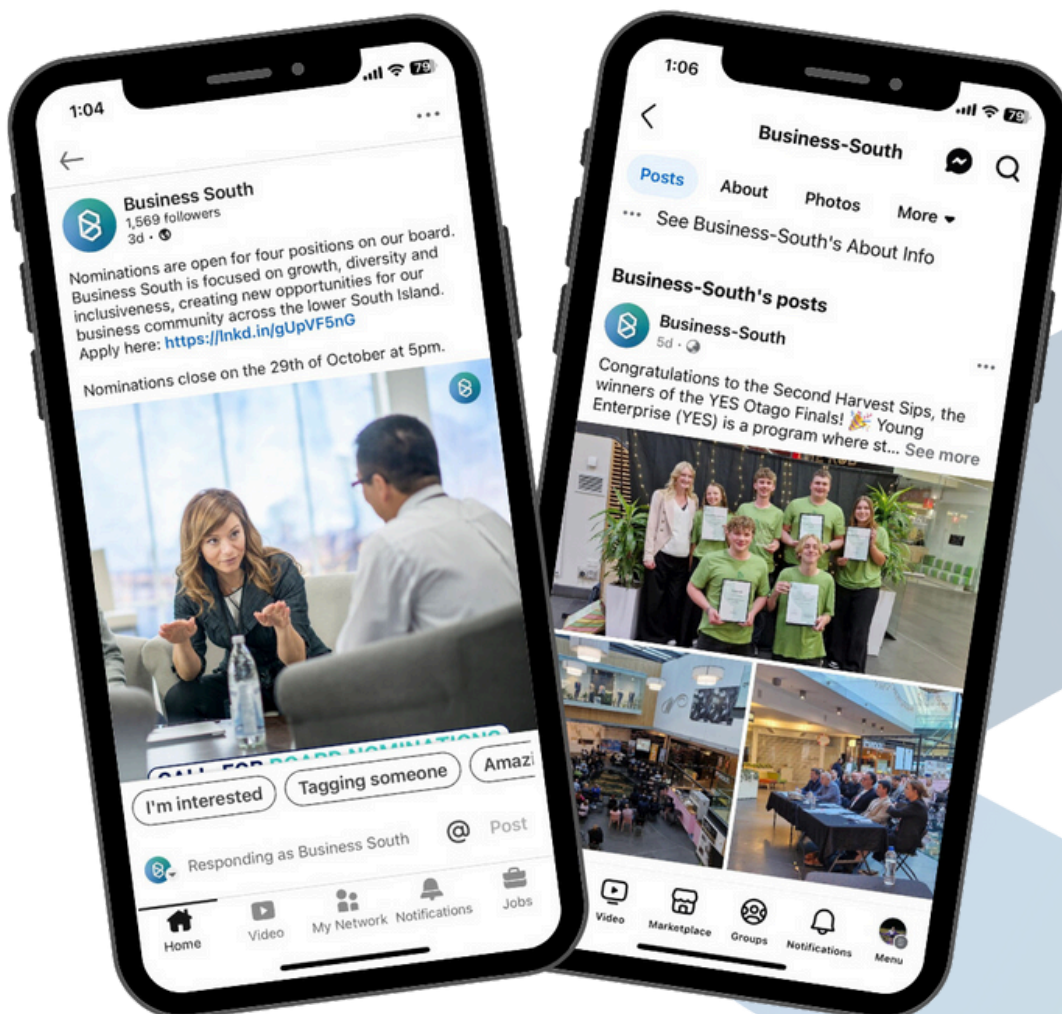 1:04
79
Business South
1,569 followers
3d •
Nominations are open for four positions on our board.
Business South is focused on growth, diversity and
inclusiveness, creating new opportunities for our
business community across the lower South Island.
Apply here: https://lnkd.in/gUpVF5nG
Nominations close on the 29th of October at 5pm.
CALL FOR BOARD NOMINATIONS
I'm interested
Tagging someone
Amazi
Responding as Business South
@
Post
Home
Video
My Network
Notifications
Jobs
1:06
79
Business-South
Posts
About
Photos
More
... See Business-South's About Info
Business-South's posts
Business-South
5d •
Congratulations to the Second Harvest Sips, the
winners of the YES Otago Finals! 🎉 Young
Enterprise (YES) is a program where st... See more
Video
Marketplace
Groups
Notifications
Menu